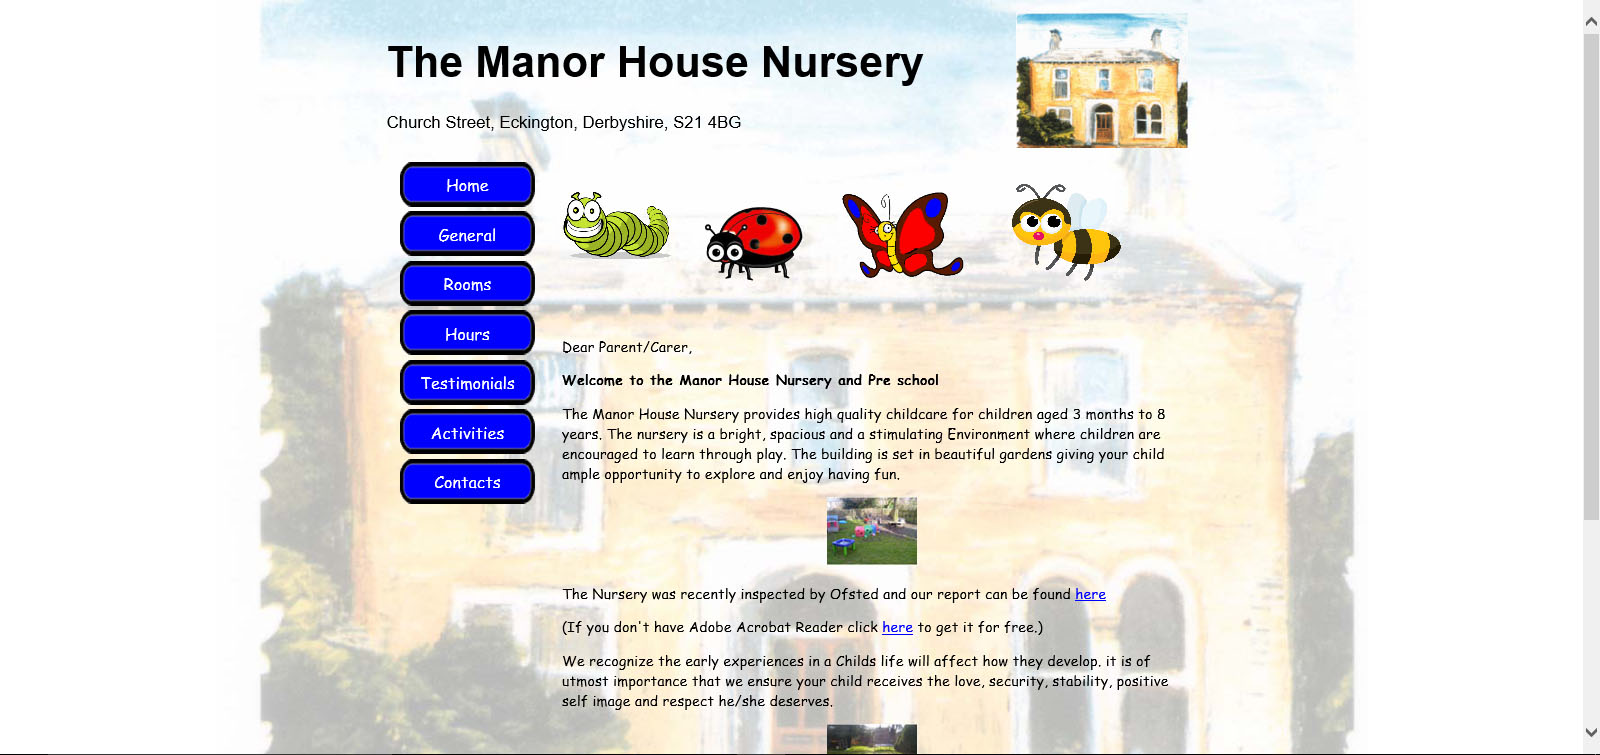 The Manor House Nursery
Church Street, Eckington, Derbyshire, S21 4BG
Home
General
Rooms
Hours
Testimonials
Activities
Contacts
Dear Parent/Carer,
Welcome to the Manor House Nursery and Pre school
The Manor House Nursery provides high quality childcare for children aged 3 months to 8
years. The nursery is a bright, spacious and a stimulating Environment where children are
encouraged to learn through play. The building is set in beautiful gardens giving your child
ample opportunity to explore and enjoy having fun.
The Nursery was recently inspected by Ofsted and our report can be found here
(If you don't have Adobe Acrobat Reader click here to get it for free.)
We recognize the early experiences in a Childs life will affect how they develop. it is of
utmost importance that we ensure your child receives the love, security, stability, positive
self image and respect he/she deserves.